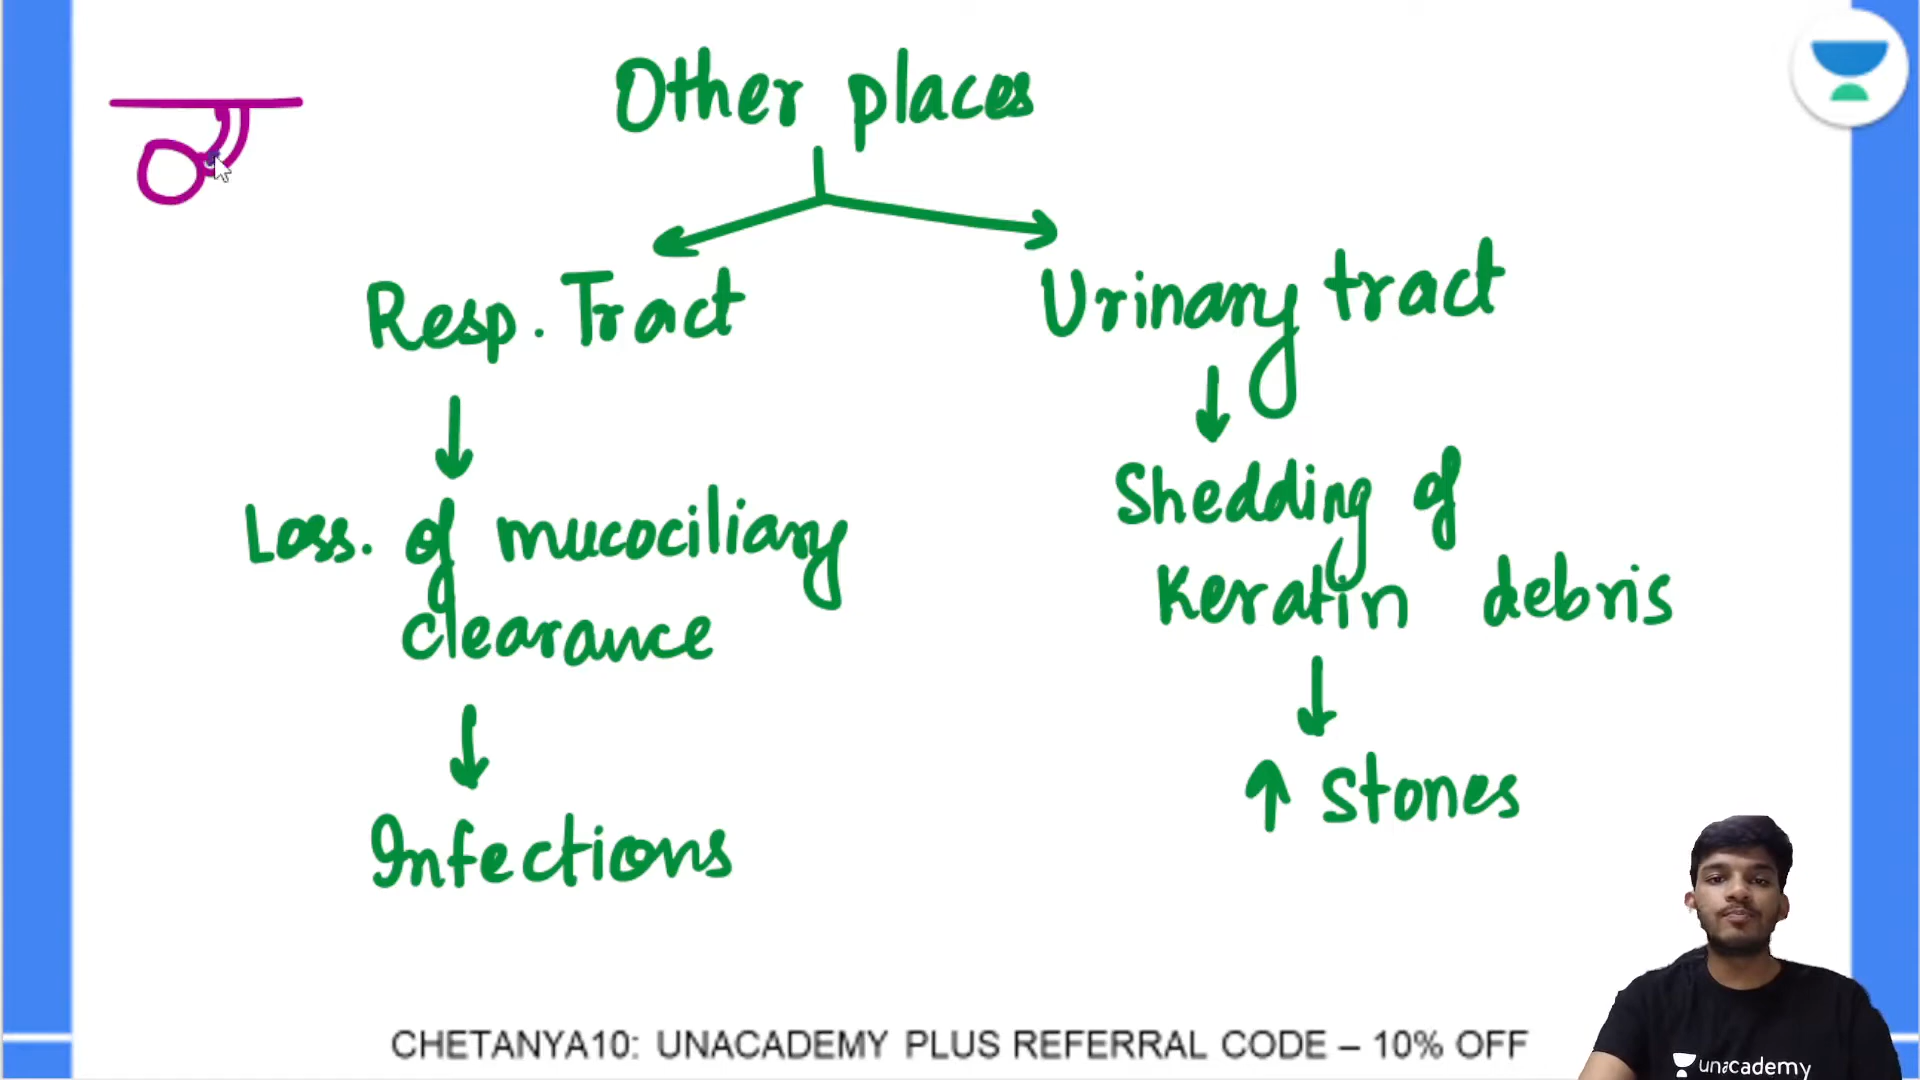 Other places
Resp. Tract
Urinary tract
Loss. of mucociliary
clearance
Infections
Shedding of
Keratin debris
↑ Stones
CHETANYA10: UNACADEMY PLUS REFERRAL CODE – 10% OFF
unacademy